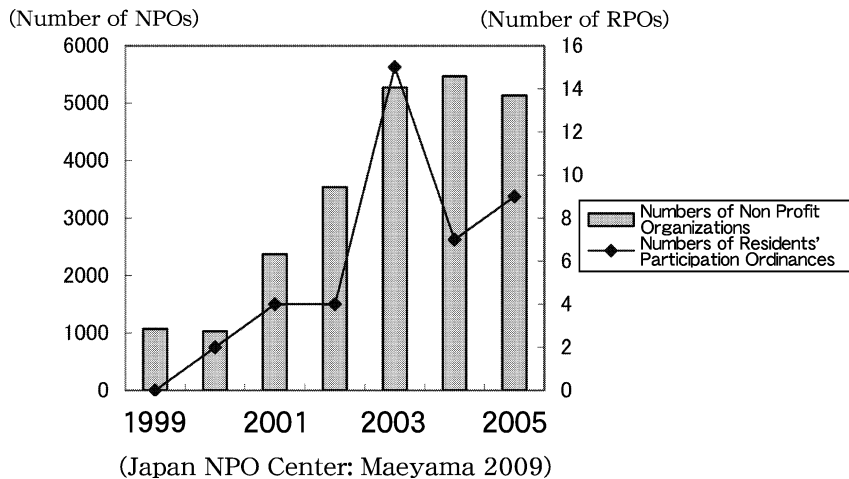 (Number of NPOs)
(Number of RPOs)
6000
5000
4000
3000
2000
1000
0
16
14
12
10
8
6
4
2
0
1999
2001
2003
2005
Numbers of Non Profit
Organizations
Numbers of Residents'
Participation Ordinances
(Japan NPO Center: Maeyama 2009)